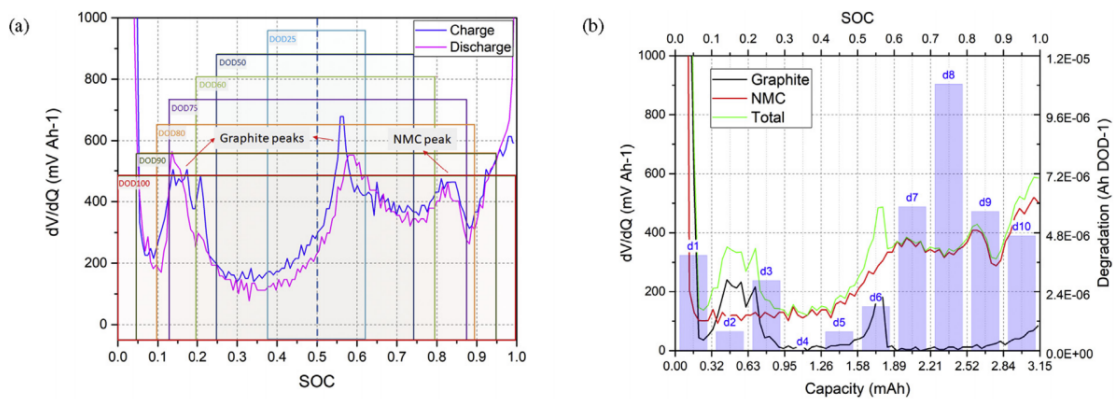 (a)
1000
800
600
400
200
0
dV/dQ (mV Ah-1)
DOD25
DOD50
DOD60
DOD75
DOD80
DOD90
DOD100
Charge
Discharge
Graphite peaks
NMC peak
0.0 0.1 0.2 0.3 0.4 0.5 0.6 0.7 0.8 0.9 1.0
SOC
(b)
SOC
0.0 0.1 0.2 0.3 0.4 0.5 0.6 0.7 0.8 0.9 1.0
1000
800
600
400
200
0
dV/dQ (mV Ah-1)
Graphite
NMC
Total
d1
d2
d3
d4
d5
d6
d7
d8
d9
d10
1.2E-05
9.6E-06
7.2E-06
4.8E-06
2.4E-06
0.0E+00
Degradation (Ah DOD-1)
0.00 0.32 0.63 0.95 1.26 1.58 1.89 2.21 2.52 2.84 3.15
Capacity (mAh)